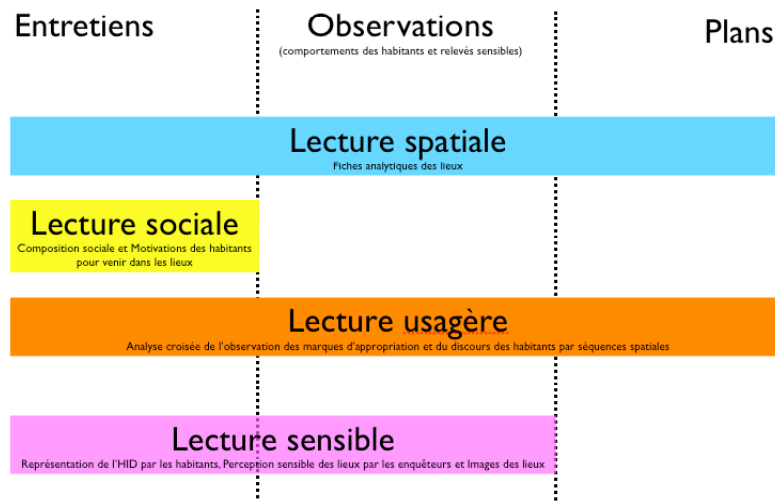 Entretiens
Observations
(comportements des habitants et relevés sensibles)
Plans
Lecture spatiale
Fiches analytiques des lieux
Lecture sociale
Composition sociale et Motivations des habitants
pour venir dans les lieux
Lecture usagère
Analyse croisée de l'observation des marques d'appropriation et du discours des habitants par séquences spatiales
Lecture sensible
Représentation de l'HID par les habitants, Perception sensible des lieux par les enquêteurs et Images des lieux